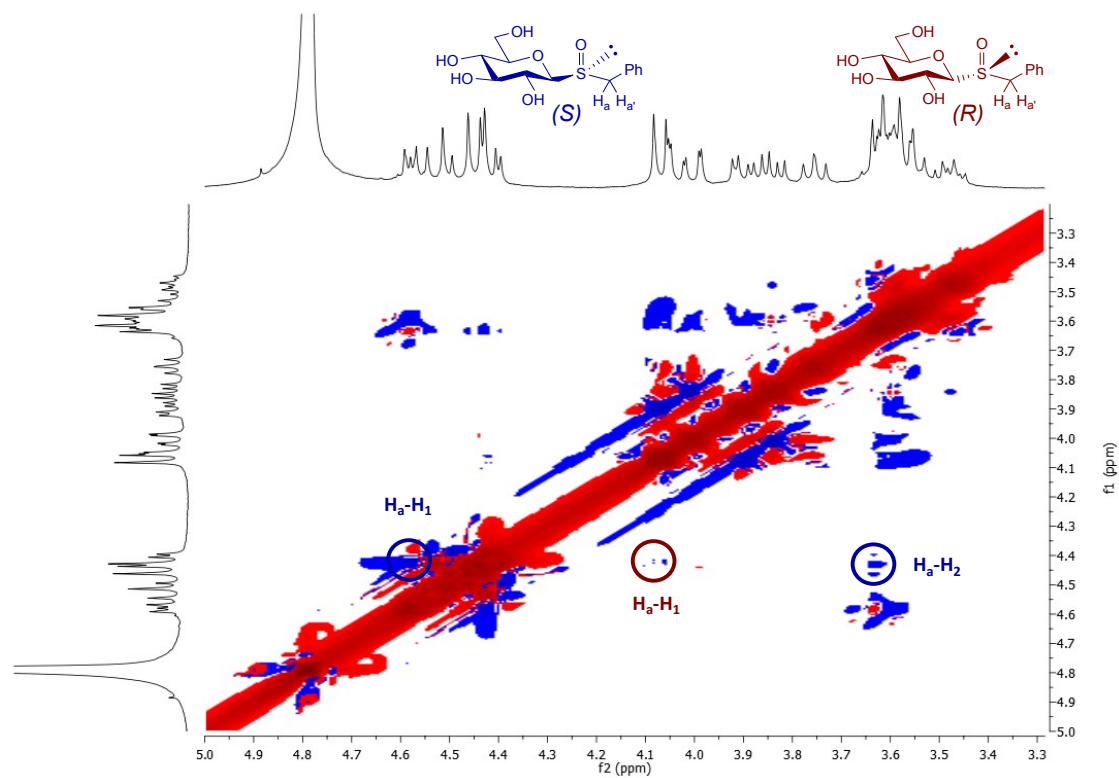 OH
HO
HO
OH
O
O
S
Ph
Ha Ha'
(S)
OH
HO
HO
OH
O
O
S
Ph
Ha Ha'
(R)
Ha-H1
Ha-H1
Ha-H2
3.3
3.4
3.5
3.6
3.7
3.8
3.9
4.0
4.1
4.2
4.3
4.4
4.5
4.6
4.7
4.8
4.9
5.0
f1 (ppm)
5.0 4.9 4.8 4.7 4.6 4.5 4.4 4.3 4.2 4.1 4.0 3.9 3.8 3.7 3.6 3.5 3.4 3.3
f2 (ppm)